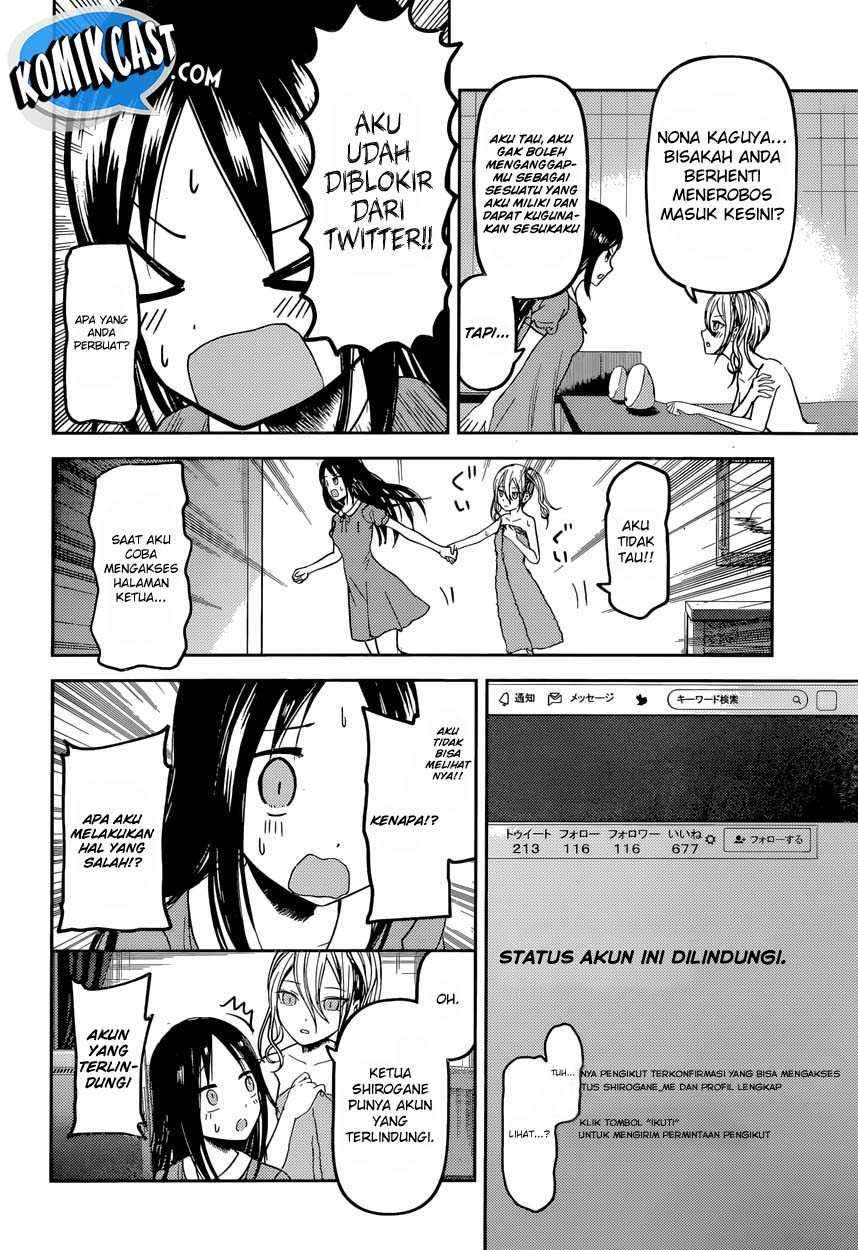 KOMIKCAST
.COM
NONA KAGUYA...
BISAKAH ANDA
BERHENTI
MENEROBOS
MASUK KESINI?
AKU TAU, AKU
GAK BOLEH
MENGANGGAP-
MU SEBAGAI
SESUATU YANG
AKU MILIKI DAN
DAPAT KUGUNA-
KAN SESUKAKU
TAPI...
AKU
UDAH
DIBLOKIR
DARI
TWITTER!!
APA YANG
ANDA
PERBUAT?
AKU
TIDAK
TAU!!
ぐい
SAAT AKU
COBA
MENGAKSES
HALAMAN
KETUA...
通知
メッセージ
キーワード検索
トゥイート フォロー フォロワー いいね
213 116 116 677
フォローする
STATUS AKUN INI DILINDUNGI.
TUH...
NYA PENGIKUT TERKONFIRMASI YANG BISA MENGAKSES
TUS SHIROGANE_ME DAN PROFIL LENGKAP
LIHAT...?
KLIK TOMBOL "IKUTI"
UNTUK MENGIRIM PERMINTAAN PENGIKUT
AKU
TIDAK
BISA
MELIHAT
NYA!!
KENAPA!?
APA AKU
MELAKUKAN
HAL YANG
SALAH!?
OH.
KETUA
SHIROGANE
PUNYA AKUN
YANG
TERLINDUNGI.
AKUN
YANG
TERLIN-
DUNGI